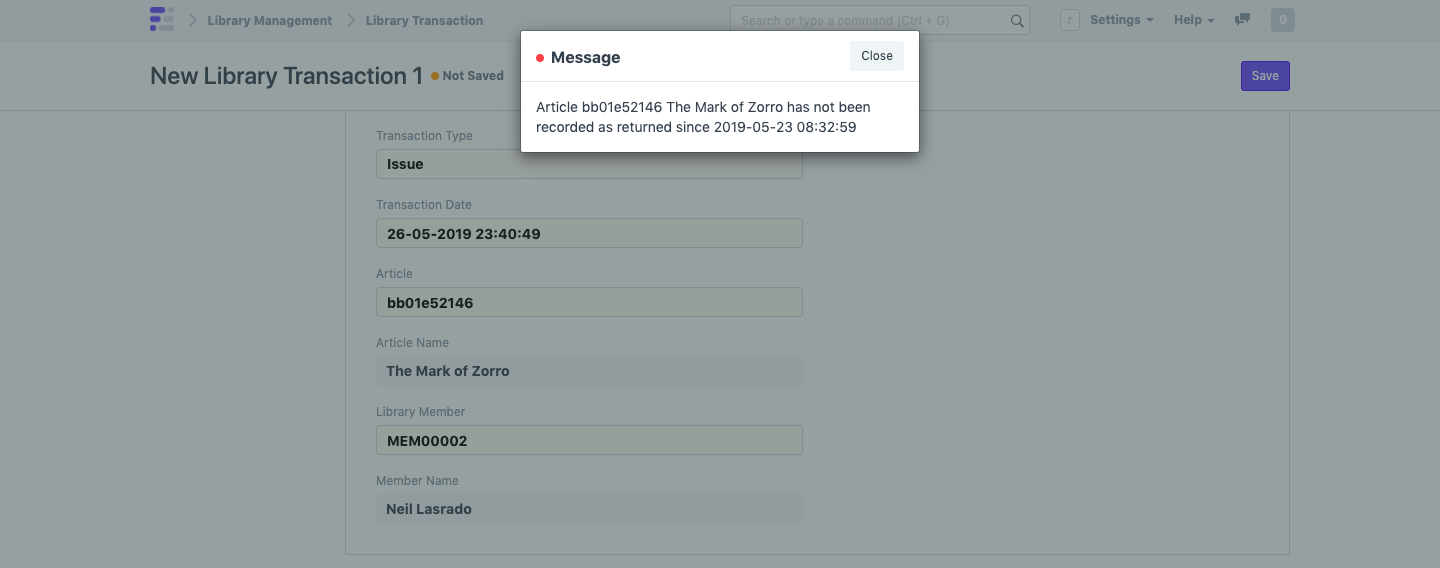 Library Management
Library Transaction
Search or type a command (Ctrl + G)
r
Settings
Help
0
New Library Transaction 1
Not Saved
Save
Message
Close
Article bb01e52146 The Mark of Zorro has not been
recorded as returned since 2019-05-23 08:32:59
Transaction Type
Issue
Transaction Date
26-05-2019 23:40:49
Article
bb01e52146
Article Name
The Mark of Zorro
Library Member
MEM00002
Member Name
Neil Lasrado